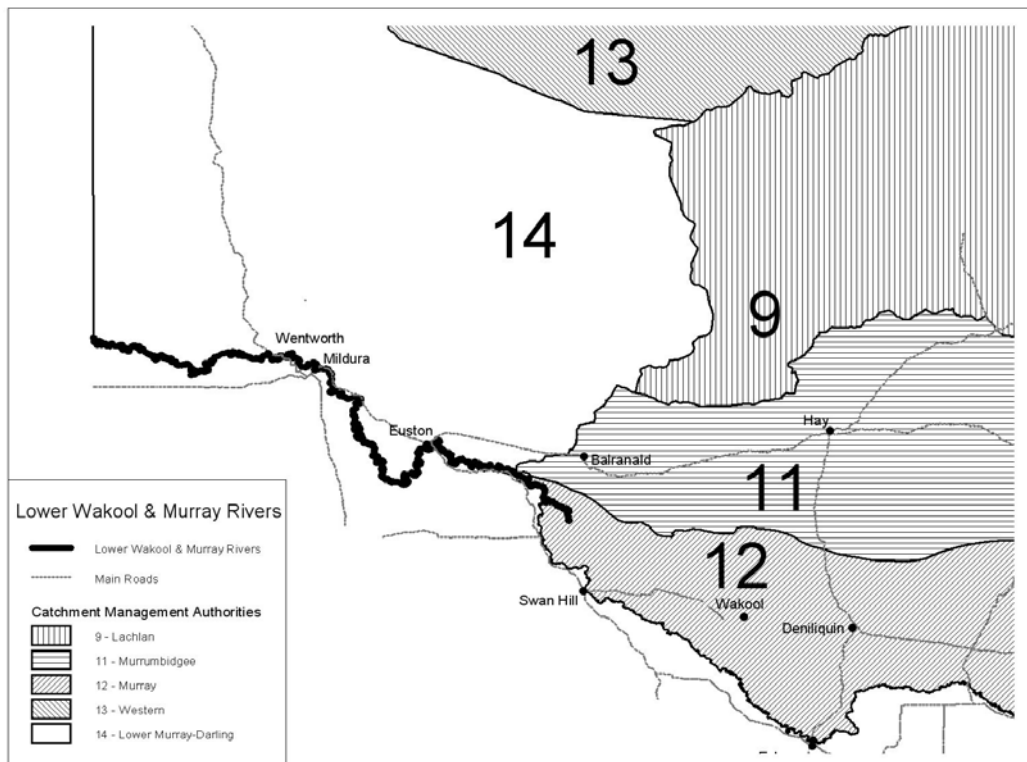 13
14
9
Wentworth
Mildura
Euston
Hay
Balranald
11
12
Swan Hill
Wakool
Deniliquin
Lower Wakool & Murray Rivers
Lower Wakool & Murray Rivers
Main Roads
Catchment Management Authorities
9 - Lachlan
11 - Murrumbidgee
12 - Murray
13 - Western
14 - Lower Murray-Darling